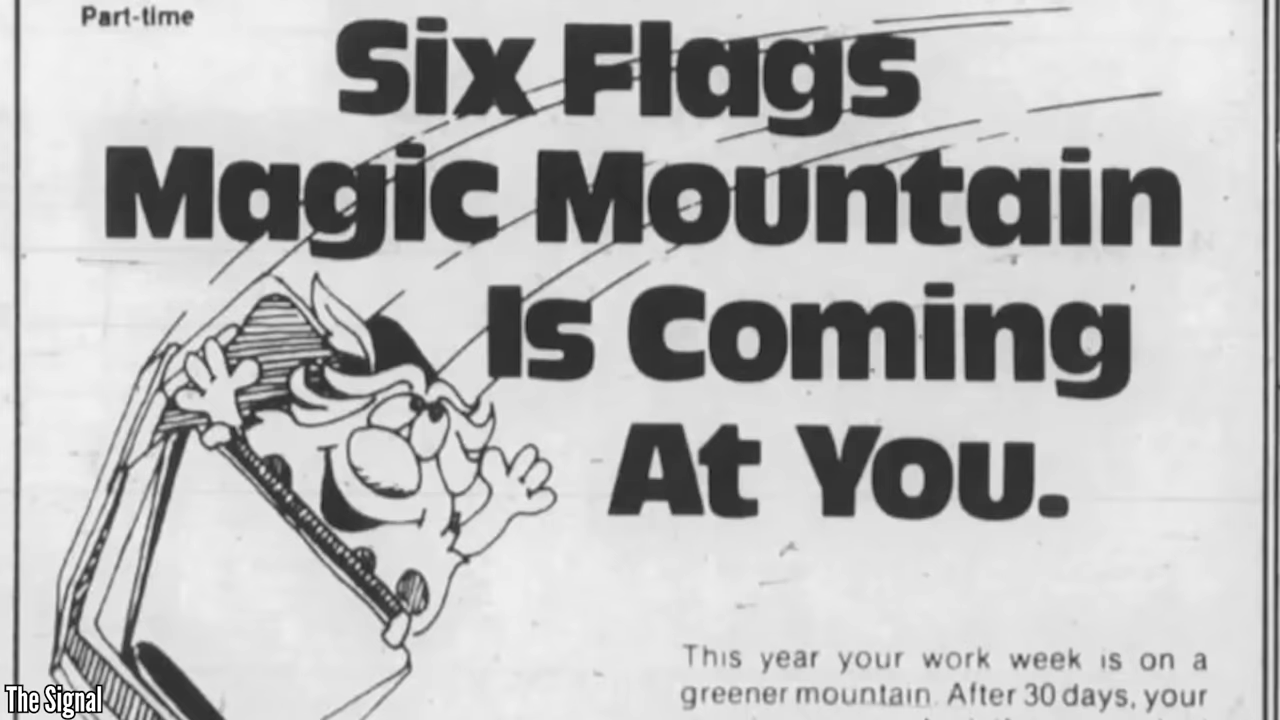 Part-time
Six Flags
Magic Mountain
Is Coming
At You.
This year your work week is on a
greener mountain. After 30 days, your
The Signal